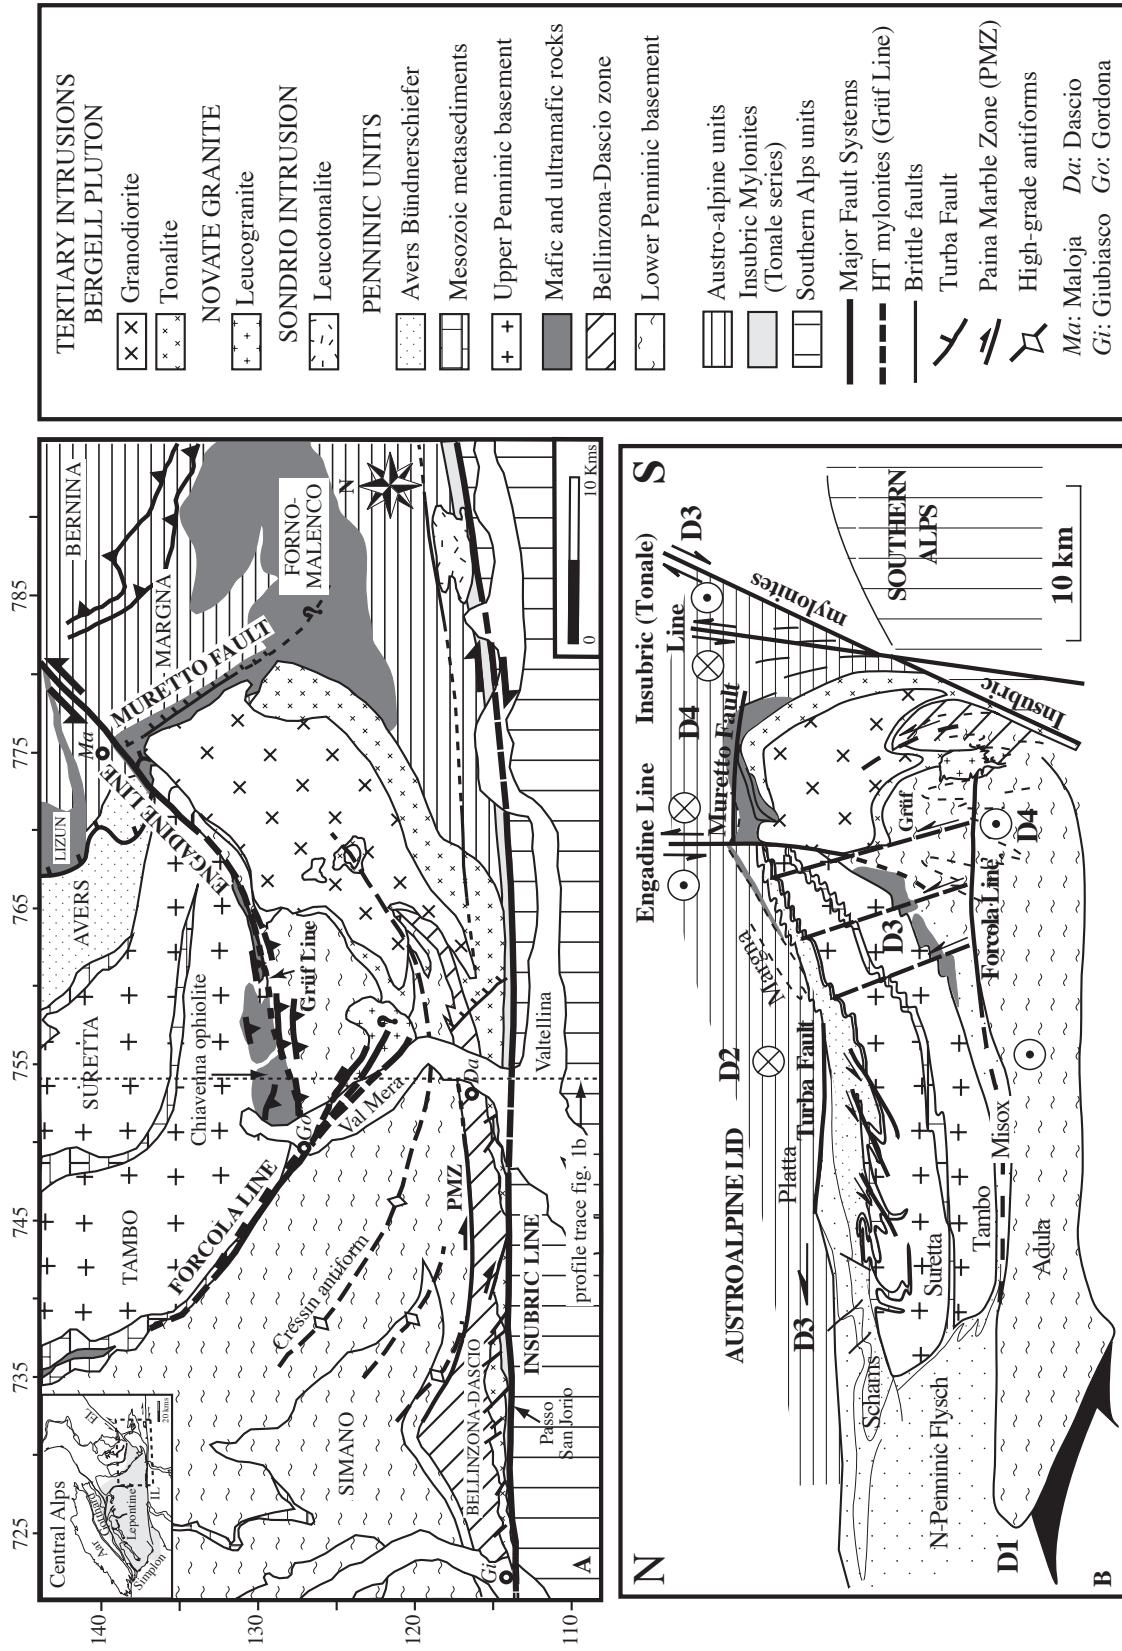 TERTIARY INTRUSIONS
BERGELL PLUTON
Granodiorite
Tonalite
NOVATE GRANITE
Leucogranite
SONDRIO INTRUSION
Leucotonalite
PENNINIC UNITS
Avers Bündnerschiefer
Mesozoic metasediments
Upper Penninic basement
Mafic and ultramafic rocks
Bellinzona-Dascio zone
Lower Penninic basement
Austro-alpine units
Insubric Mylonites
(Tonale series)
Southern Alps units
Major Fault Systems
HT mylonites (Grüf Line)
Brittle faults
Turba Fault
Paina Marble Zone (PMZ)
High-grade antiforms
Ma: Maloja Da: Dascio
Gi: Giubiasco Go: Gordona
725
735
745
755
765
775
785
140
130
120
110
Central Alps
Aar
Gotthard
Lepontine
Simplon
EL
IL
20 kms
TAMBO
SURETTA
AVERS
LIZUN
Ma
BERNINA
MARGNA
MURETTO FAULT
ENGADINE LINE
FORNO-
MALENCO
N
Chiavenna ophiolite
Grüf Line
Go
Val Mera
FORCOLA LINE
Cressin antiform
SIMANO
PMZ
Da
BELLINZONA-DASCIO
Gi
INSUBRIC LINE
Passo
San Jorio
Valtellina
profile trace fig. 1b
0
10 Kms
A
N
S
Engadine Line
Insubric (Tonale)
Line
D3
D4
Muretto Fault
AUSTROALPINE LID
D2
D3
Platta
Turba Fault
Margna
mylonites
Insubric
SOUTHERN
ALPS
Schams
Suretta
D3
Grüf
N-Penninic Flysch
Tambo
Misox
Forcola Line
D4
Adula
D1
10 km
B